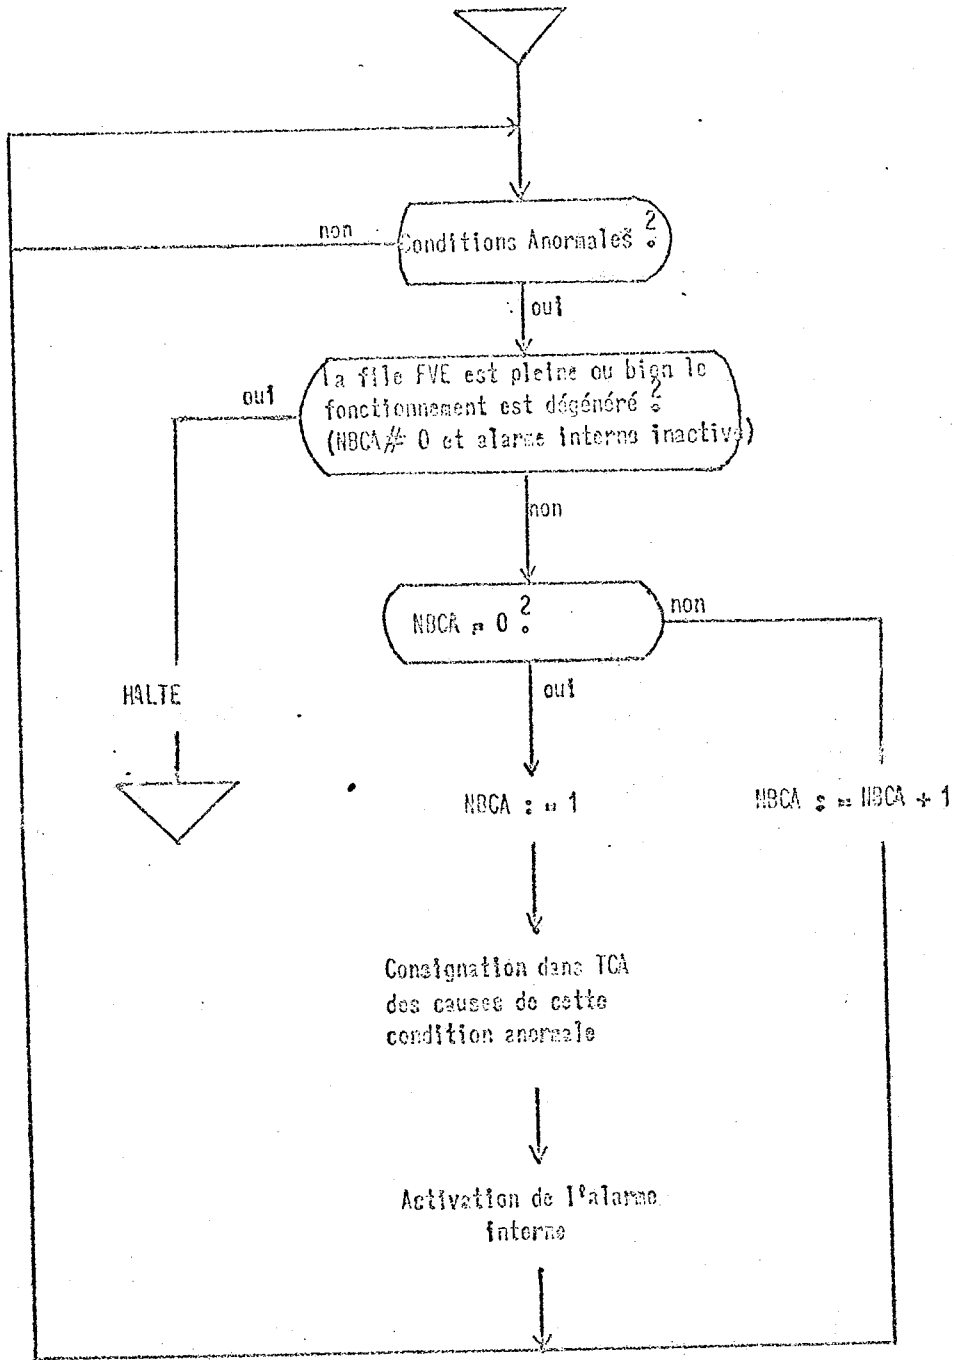 non
Conditions Anormales ?
oui
la file FVE est pleine ou bien le
oui
fonctionnement est dégénéré ?
(NBCA ≠ 0 et alarme interne inactive)
non
NBCA = 0 ?
non
oui
HALTE
NBCA := 1
NBCA := NBCA + 1
Consignation dans TCA
des causes de cette
condition anormale
Activation de l'alarme
interne